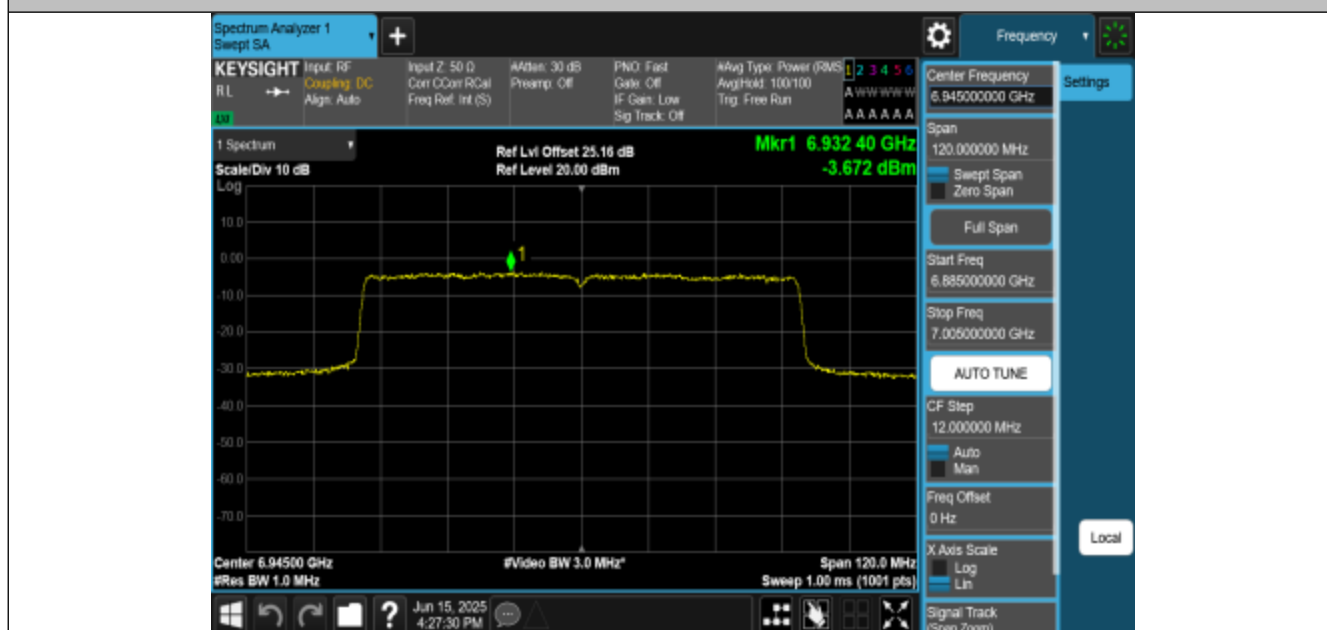 Spectrum Analyzer 1
Swept SA
+
Frequency
KEYSIGHT
RL
LXI
Input: RF
Coupling: DC
Align: Auto
Input Z: 50 Ω
Corr CCorr RCal
Freq Ref: Int (S)
#Atten: 30 dB
Preamp: Off
PNO: Fast
Gate: Off
IF Gain: Low
Sig Track: Off
#Avg Type: Power (RMS
Avg|Hold: 100/100
Trig: Free Run
1 2 3 4 5 6
A W W W W W
A A A A A A
1 Spectrum
Scale/Div 10 dB
Log
Ref Lvl Offset 25.16 dB
Ref Level 20.00 dBm
Mkr1 6.932 40 GHz
-3.672 dBm
10.0
0.00
-10.0
-20.0
-30.0
-40.0
-50.0
-60.0
-70.0
1
Center 6.94500 GHz
#Res BW 1.0 MHz
#Video BW 3.0 MHz*
Span 120.0 MHz
Sweep 1.00 ms (1001 pts)
Center Frequency
6.945000000 GHz
Settings
Span
120.000000 MHz
Swept Span
Zero Span
Full Span
Start Freq
6.885000000 GHz
Stop Freq
7.005000000 GHz
AUTO TUNE
CF Step
12.000000 MHz
Auto
Man
Freq Offset
0 Hz
X Axis Scale
Log
Lin
Local
Signal Track
(Span Zoom)
?
Jun 15, 2025
4:27:30 PM